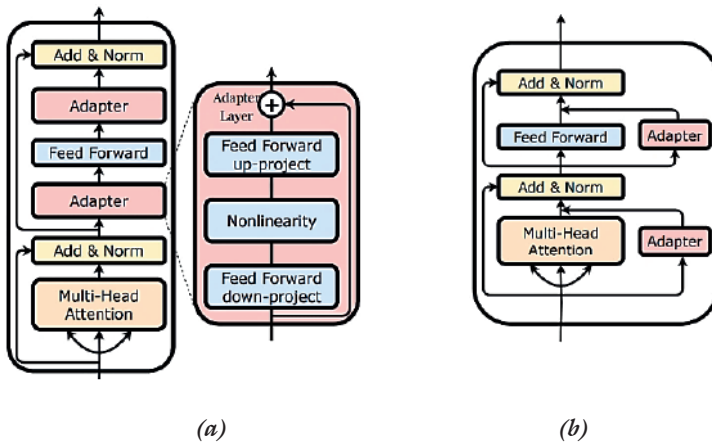 Add & Norm
Adapter
Feed Forward
Adapter
Add & Norm
Multi-Head
Attention
Adapter
Layer
+
Feed Forward
up-project
Nonlinearity
Feed Forward
down-project
(a)
Add & Norm
Feed Forward
Adapter
Add & Norm
Multi-Head
Attention
Adapter
(b)